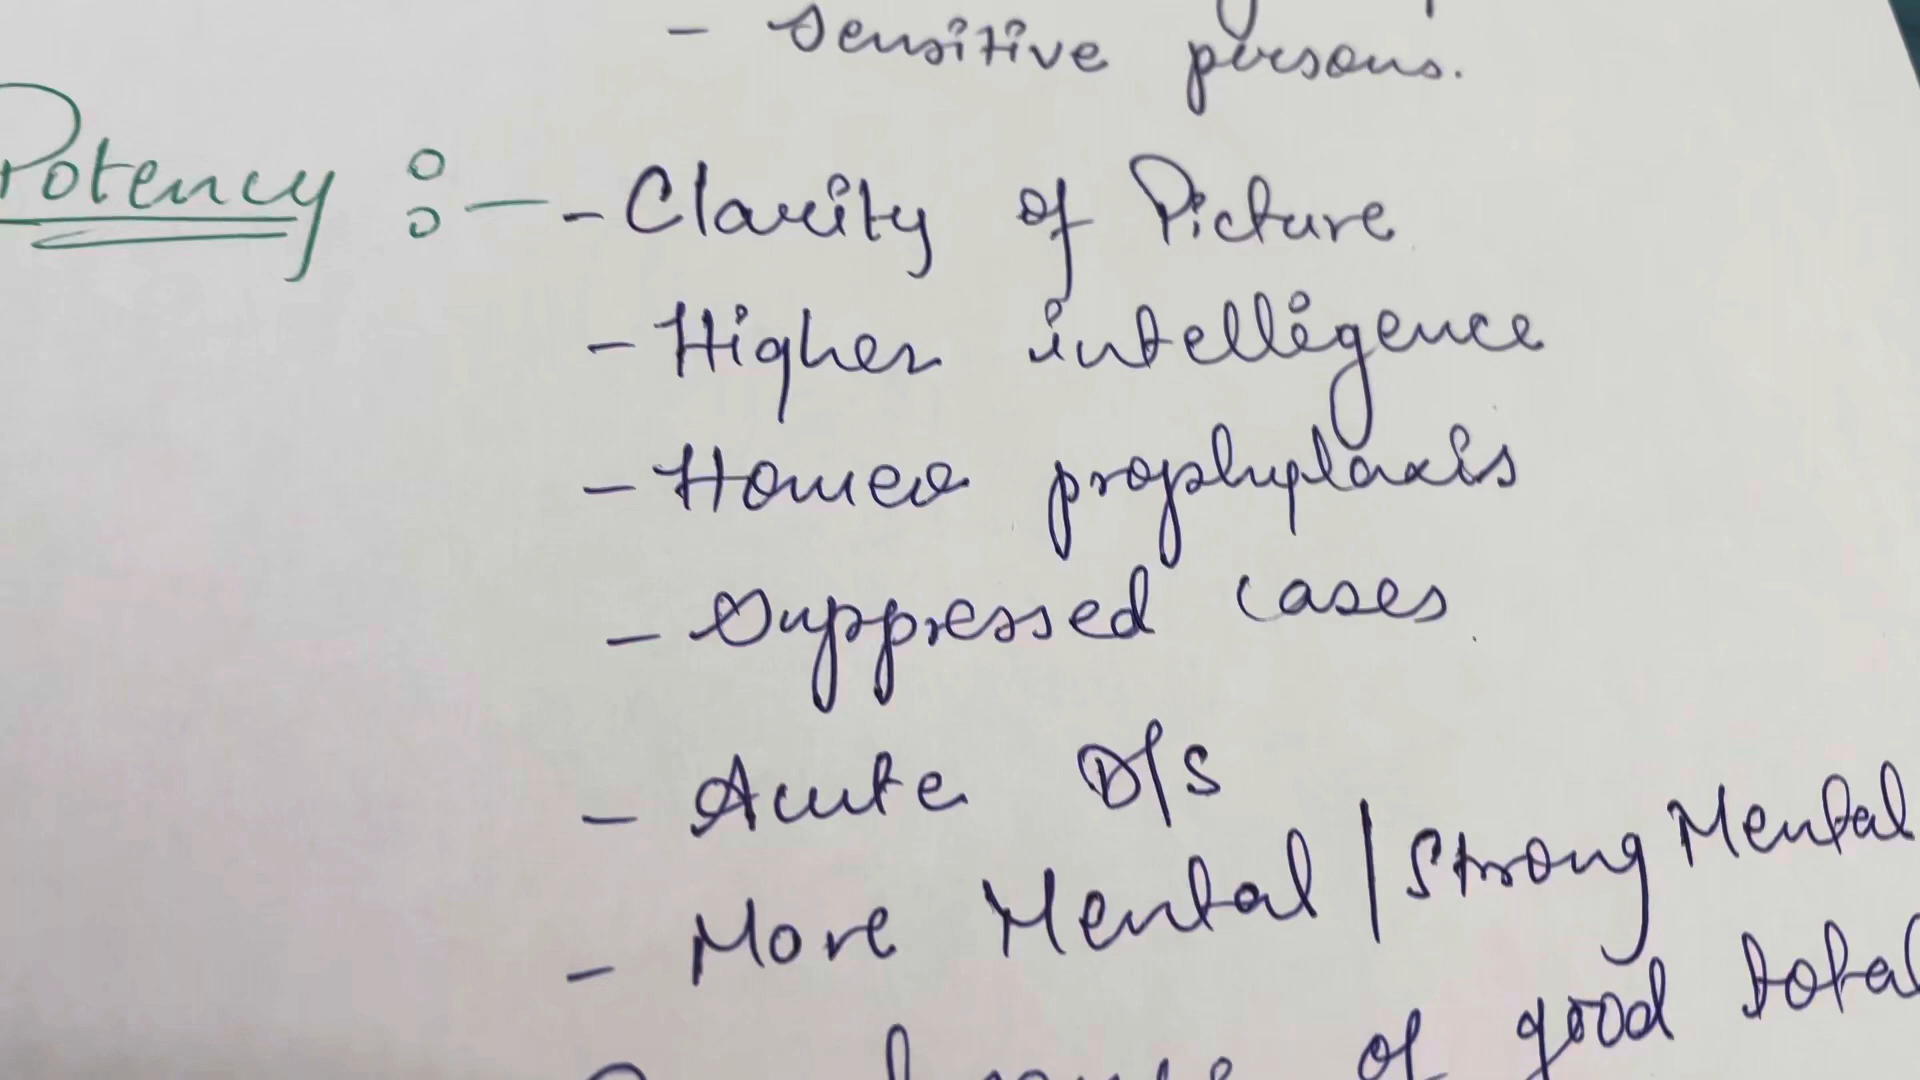 - Sensitive persons.
Potency :- - Clarity of Picture
- Higher intelligence
- Homeo prophylaxis
- Suppressed cases
- Acute D/s
- More Mental / Strong Mental
of good total